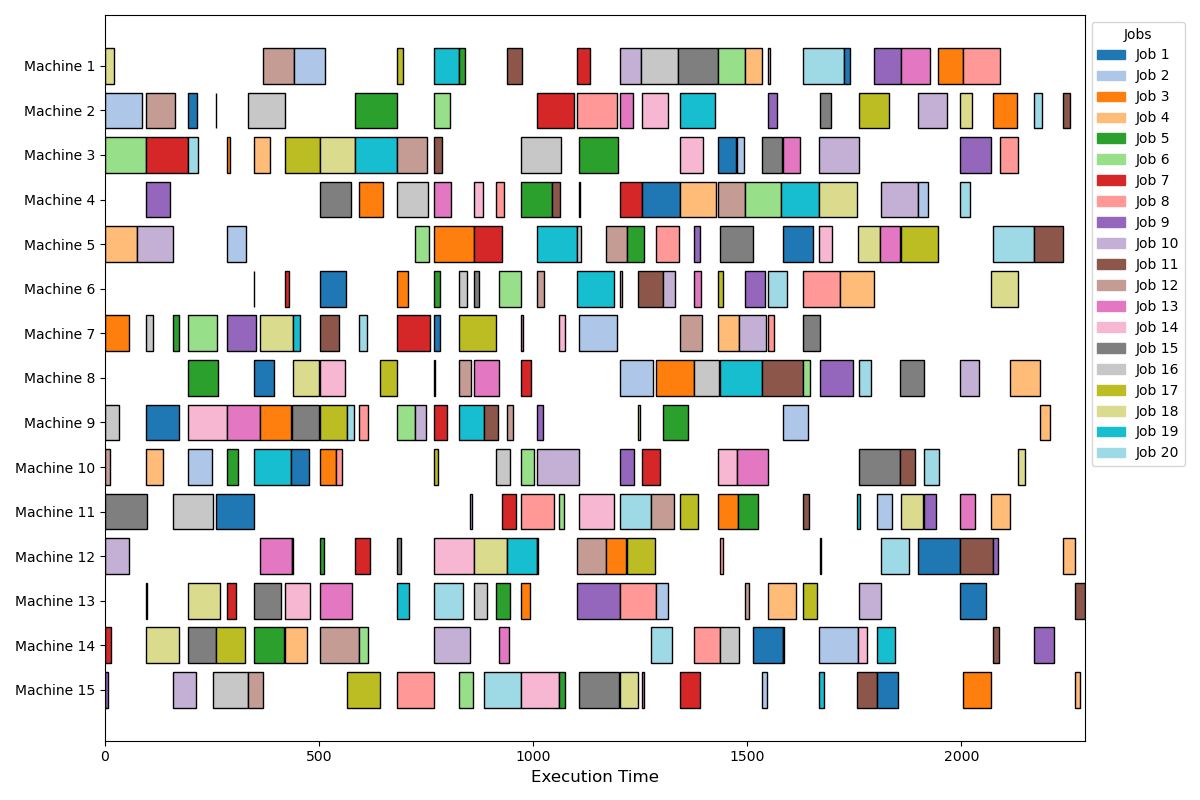 Machine 1
Machine 2
Machine 3
Machine 4
Machine 5
Machine 6
Machine 7
Machine 8
Machine 9
Machine 10
Machine 11
Machine 12
Machine 13
Machine 14
Machine 15
0 500 1000 1500 2000
Execution Time
Jobs
Job 1
Job 2
Job 3
Job 4
Job 5
Job 6
Job 7
Job 8
Job 9
Job 10
Job 11
Job 12
Job 13
Job 14
Job 15
Job 16
Job 17
Job 18
Job 19
Job 20